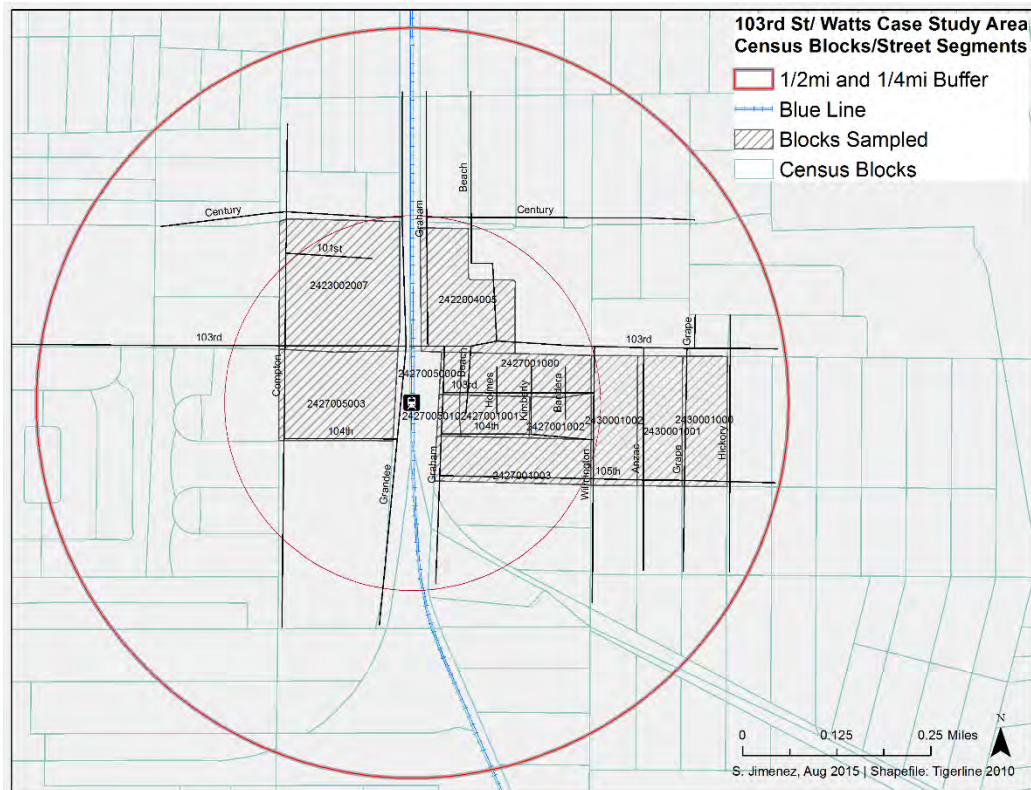 103rd St/ Watts Case Study Area
Census Blocks/Street Segments
1/2mi and 1/4mi Buffer
Blue Line
Blocks Sampled
Census Blocks
Beach
Century
Graham
Century
101st
2423002007
2422004005
Grape
103rd
103rd
Compton
2427005000
Beach
2427001000
103rd
Holmes
Kimberly
Bandera
2427005003
2427005010
2427001001
2427001002
2430001002
2430001001
2430001000
104th
104th
Grandee
Graham
2427001003
Wilmington
105th
Anzac
Grape
Hickory
N
0 0.125 0.25 Miles
S. Jimenez, Aug 2015 | Shapefile: Tigerline 2010